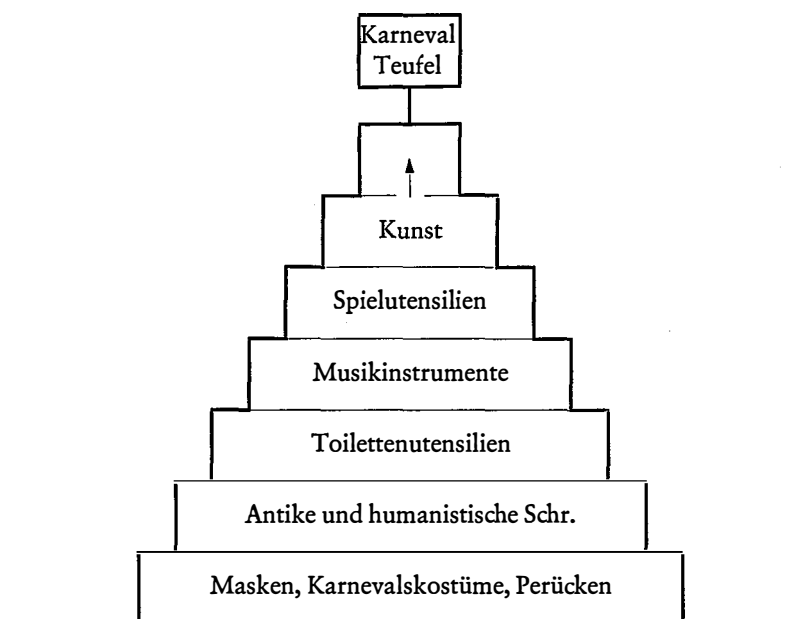 Karneval
Teufel
Kunst
Spielutensilien
Musikinstrumente
Toilettenutensilien
Antike und humanistische Schr.
Masken, Karnevalskostüme, Perücken